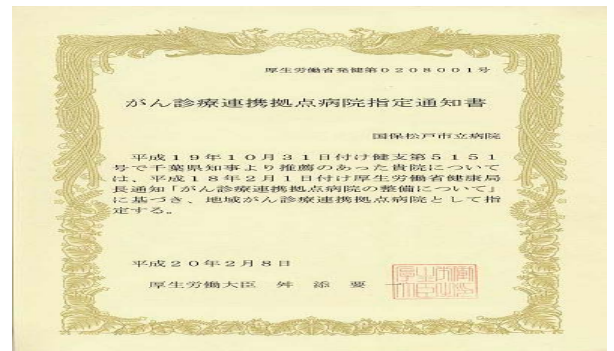 厚生労働省発健第0208001号
がん診療連携拠点病院指定通知書
国保松戸市立病院
平成19年10月31日付け健支第5151
号で千葉県知事より推薦のあった貴院について
は、平成18年2月1日付け厚生労働省健康局
長通知「がん診療連携拠点病院の整備について」
に基づき、地域がん診療連携拠点病院として指
定する。
平成20年2月8日
厚生労働大臣 舛添要一